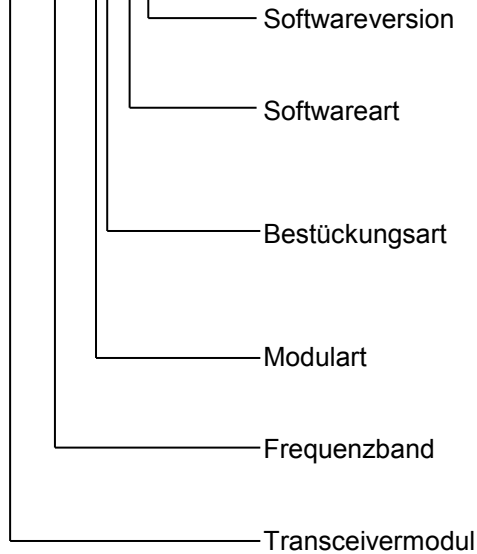 Softwareversion
Softwareart
Bestückungsart
Modulart
Frequenzband
Transceivermodul